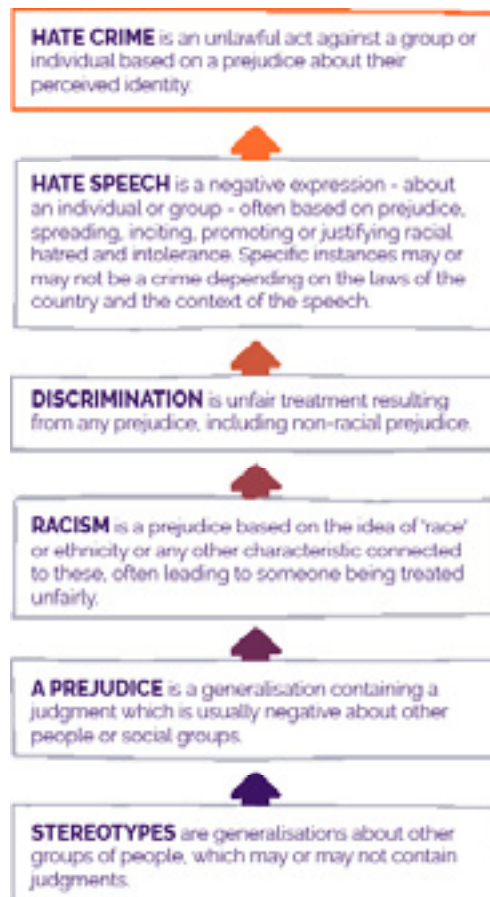 HATE CRIME is an unlawful act against a group or
individual based on a prejudice about their
perceived identity.
HATE SPEECH is a negative expression - about
an individual or group - often based on prejudice,
spreading, inciting, promoting or justifying racial
hatred and intolerance. Specific instances may or
may not be a crime depending on the laws of the
country and the context of the speech.
DISCRIMINATION is unfair treatment resulting
from any prejudice, including non-racial prejudice.
RACISM is a prejudice based on the idea of 'race'
or ethnicity or any other characteristic connected
to these, often leading to someone being treated
unfairly.
A PREJUDICE is a generalisation containing a
judgment which is usually negative about other
people or social groups.
STEREOTYPES are generalisations about other
groups of people, which may or may not contain
judgments.